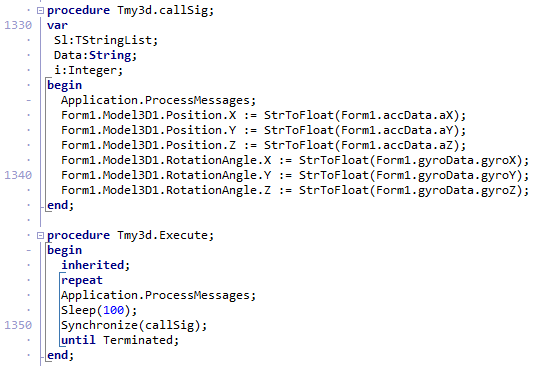 procedure Tmy3d.callSig;
1330 var
Sl:TStringList;
Data:String;
i:Integer;
begin
Application.ProcessMessages;
Form1.Model3D1.Position.X := StrToFloat(Form1.accData.aX);
Form1.Model3D1.Position.Y := StrToFloat(Form1.accData.aY);
Form1.Model3D1.Position.Z := StrToFloat(Form1.accData.aZ);
Form1.Model3D1.RotationAngle.X := StrToFloat(Form1.gyroData.gyroX);
1340 Form1.Model3D1.RotationAngle.Y := StrToFloat(Form1.gyroData.gyroY);
Form1.Model3D1.RotationAngle.Z := StrToFloat(Form1.gyroData.gyroZ);
end;
procedure Tmy3d.Execute;
begin
inherited;
repeat
Application.ProcessMessages;
Sleep(100);
1350 Synchronize(callSig);
until Terminated;
end;